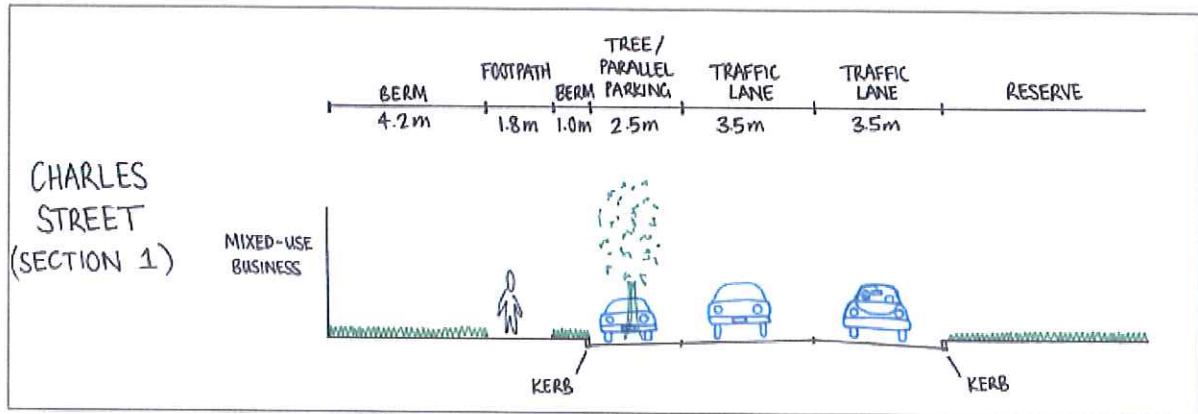 TREE/
FOOTPATH PARALLEL TRAFFIC TRAFFIC
BERM BERM PARKING LANE LANE RESERVE
4.2m 1.8m 1.0m 2.5m 3.5m 3.5m
CHARLES
STREET
(SECTION 1)
MIXED-USE
BUSINESS
KERB KERB